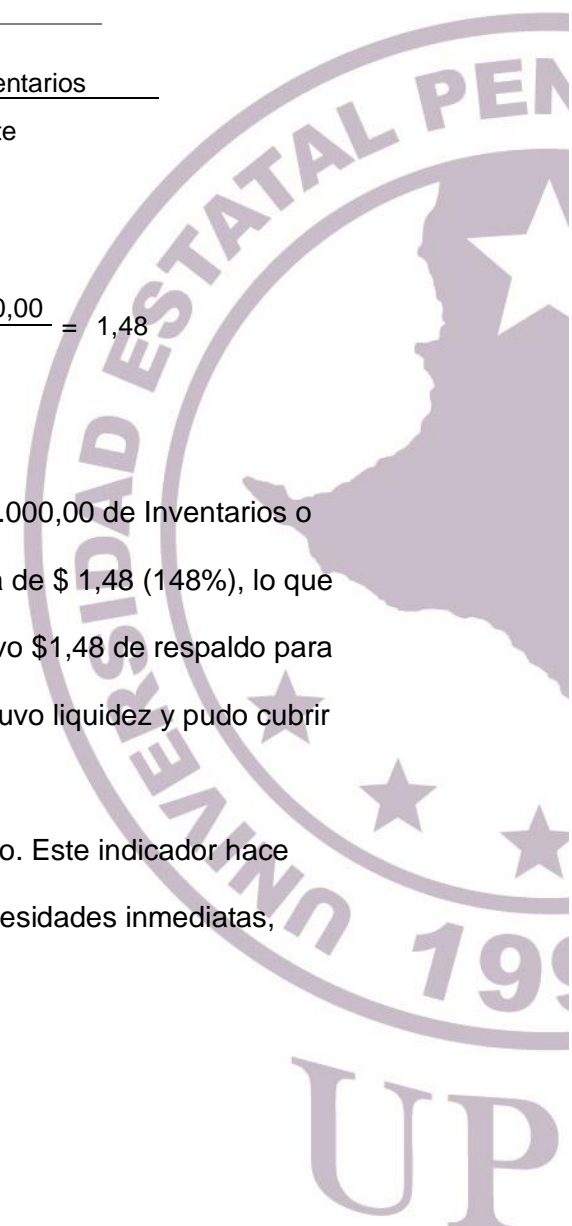 entarios
te
0,00
= 1,48
.000,00 de Inventarios o
a de $ 1,48 (148%), lo que
vo $1,48 de respaldo para
uvo liquidez y pudo cubrir
o. Este indicador hace
esidades inmediatas,
UNIVERSIDAD ESTATAL PEN
199
UP